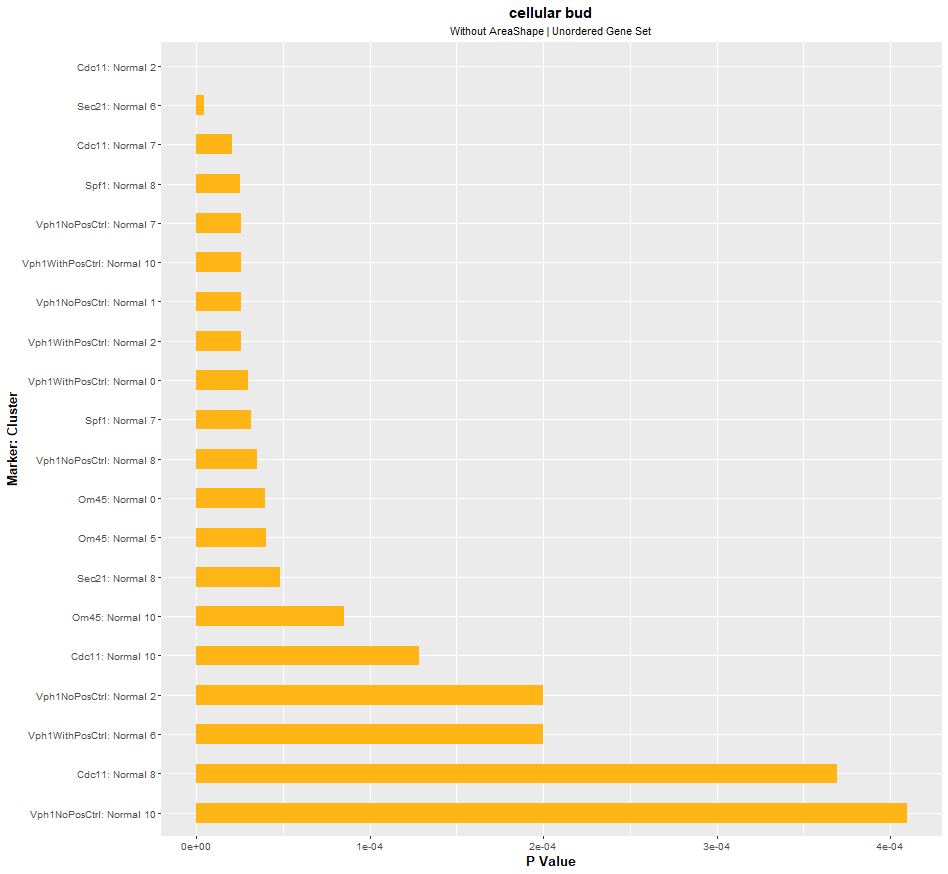 cellular bud
Without AreaShape | Unordered Gene Set
Marker: Cluster
Cdc11: Normal 2
Sec21: Normal 6
Cdc11: Normal 7
Spf1: Normal 8
Vph1NoPosCtrl: Normal 7
Vph1WithPosCtrl: Normal 10
Vph1NoPosCtrl: Normal 1
Vph1WithPosCtrl: Normal 2
Vph1WithPosCtrl: Normal 0
Spf1: Normal 7
Vph1NoPosCtrl: Normal 8
Om45: Normal 0
Om45: Normal 5
Sec21: Normal 8
Om45: Normal 10
Cdc11: Normal 10
Vph1NoPosCtrl: Normal 2
Vph1WithPosCtrl: Normal 6
Cdc11: Normal 8
Vph1NoPosCtrl: Normal 10
0e+00 1e-04 2e-04 3e-04 4e-04
P Value